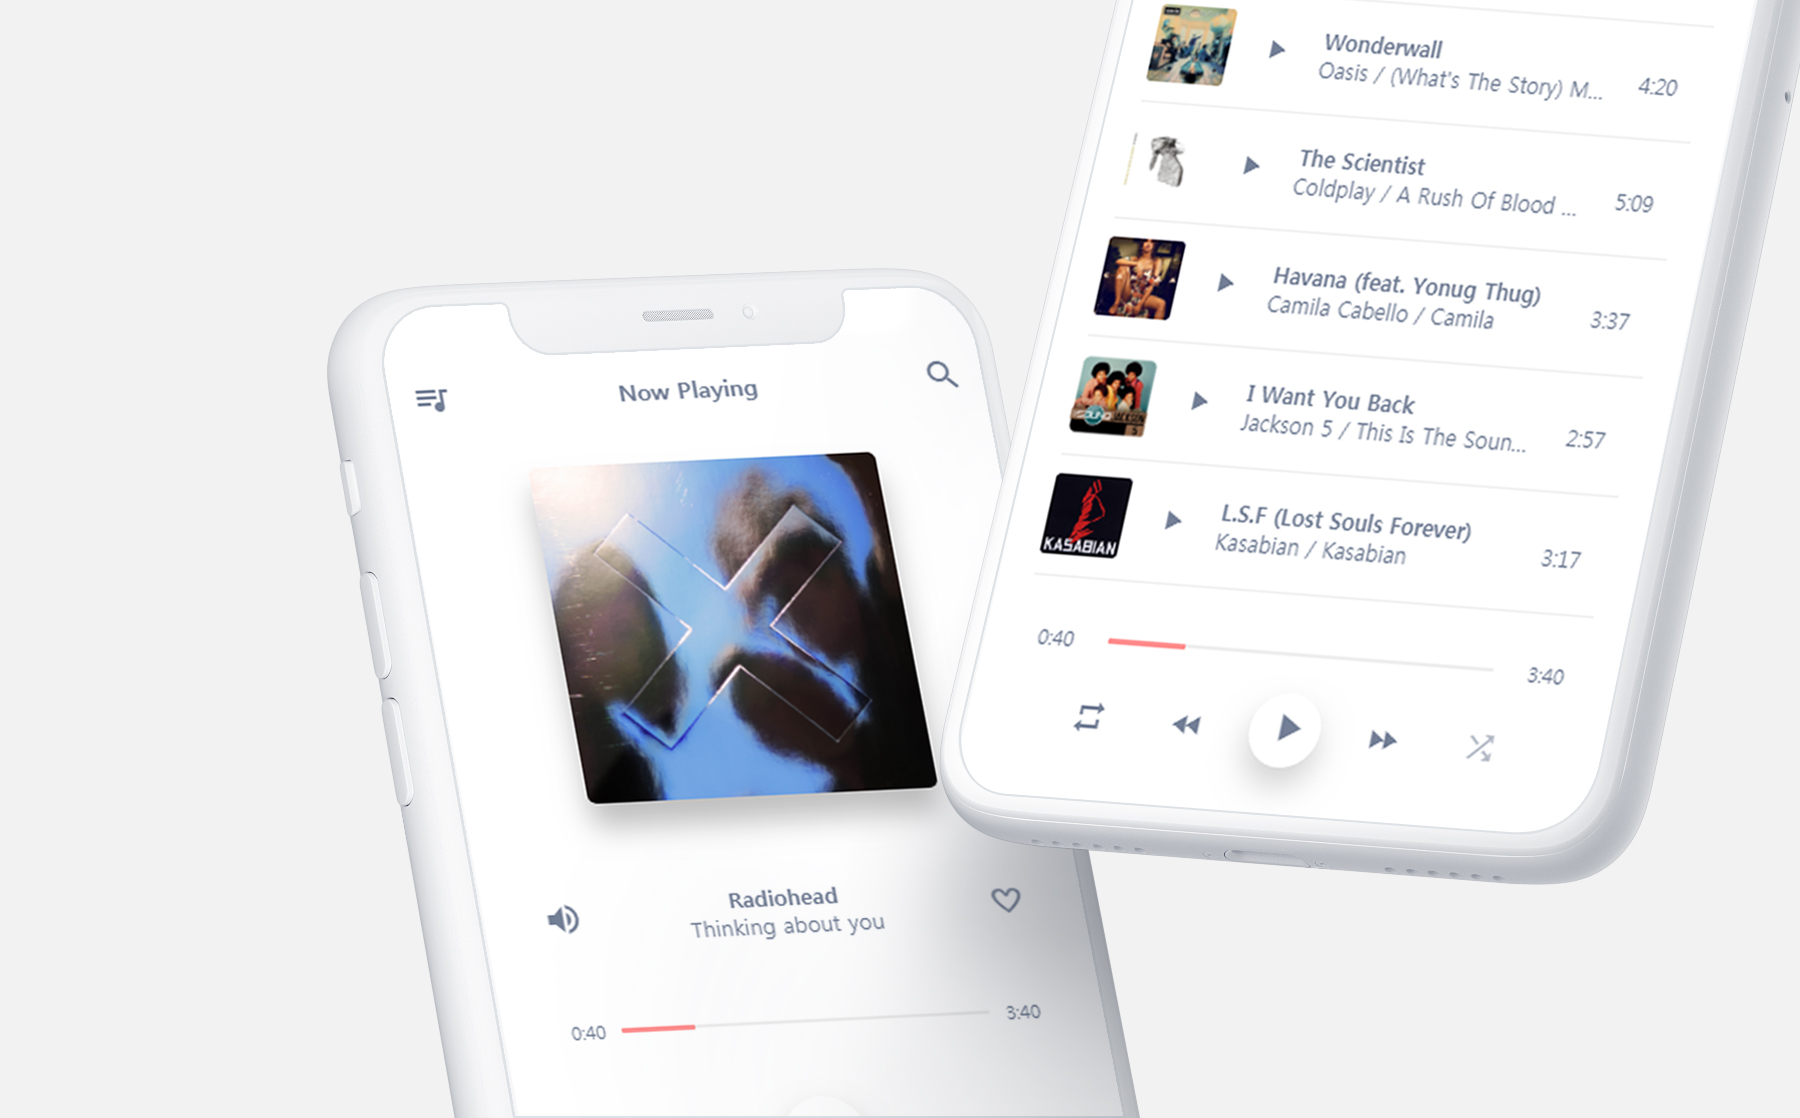 Now Playing
Radiohead
Thinking about you
0:40
3:40
Wonderwall
Oasis / (What's The Story) M...
4:20
The Scientist
Coldplay / A Rush Of Blood ...
5:09
Havana (feat. Yonug Thug)
Camila Cabello / Camila
3:37
I Want You Back
Jackson 5 / This Is The Soun...
2:57
KASABIAN
L.S.F (Lost Souls Forever)
Kasabian / Kasabian
3:17
0:40
3:40